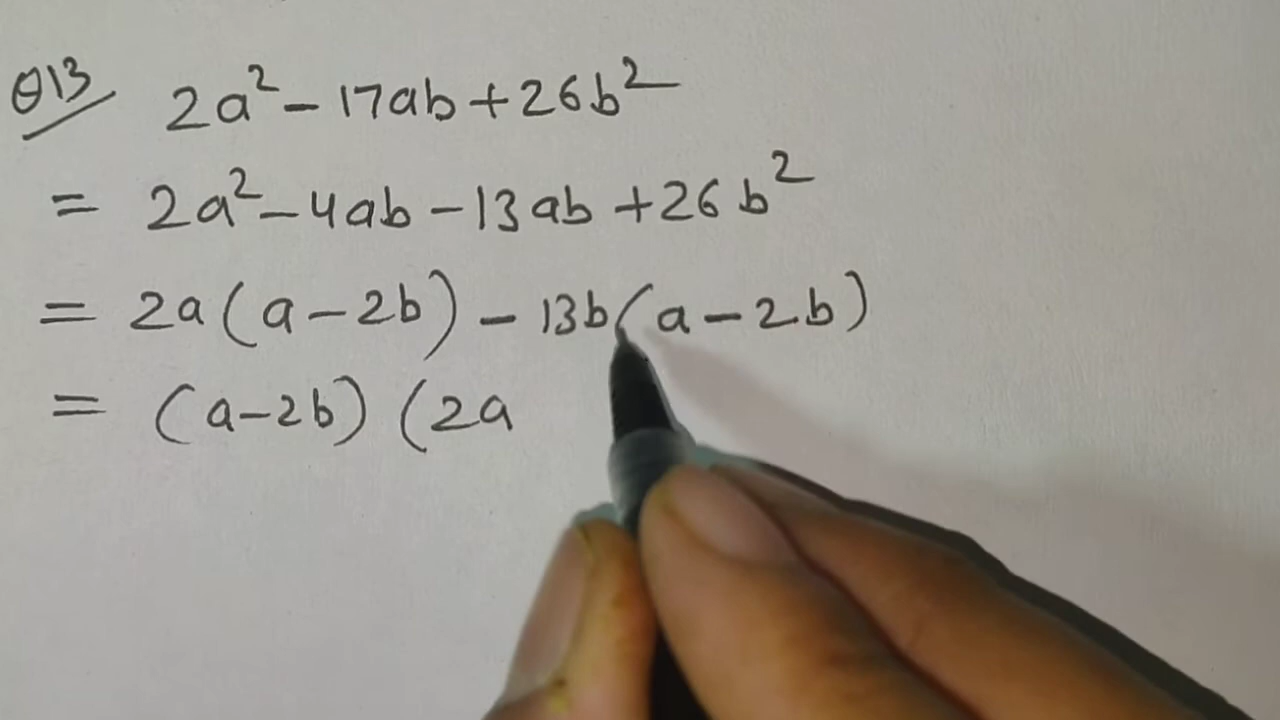 Q13 2a² - 17ab + 26b²
= 2a² - 4ab - 13ab + 26b²
= 2a(a - 2b) - 13b(a - 2b)
= (a - 2b) (2a